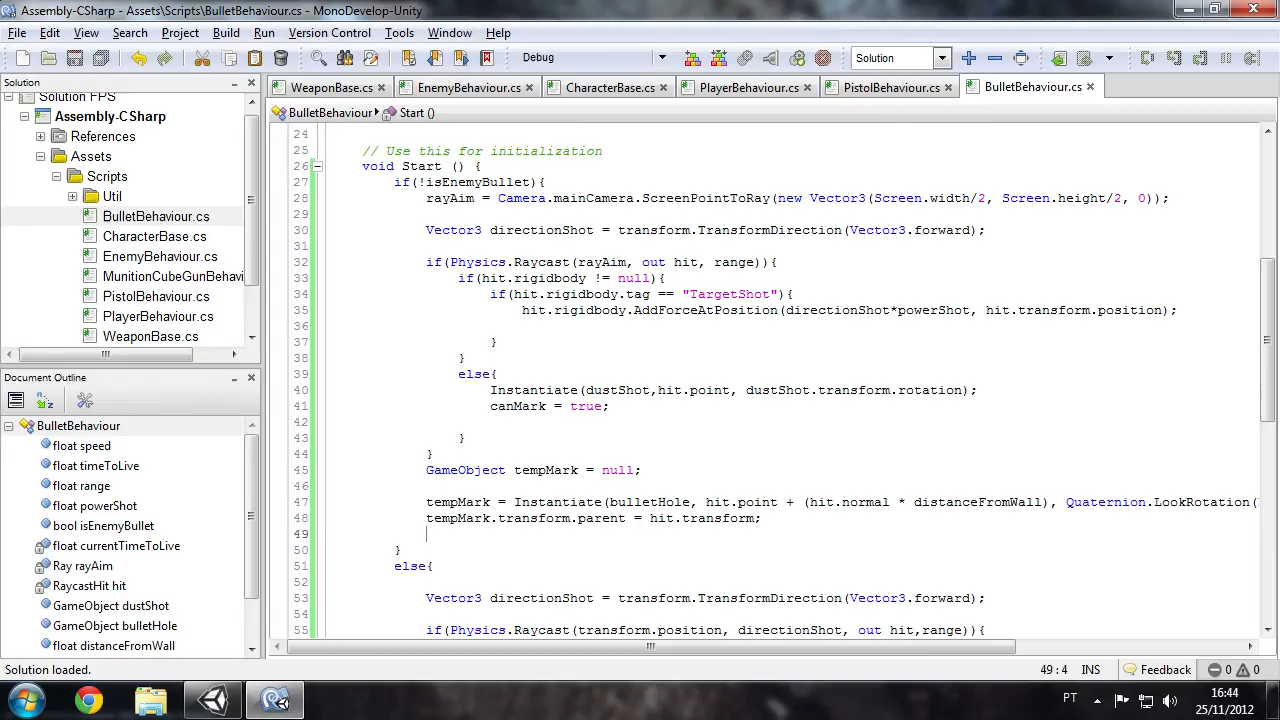 Assembly-CSharp - Assets\Scripts\BulletBehaviour.cs - MonoDevelop-Unity
File Edit View Search Project Build Run Version Control Tools Window Help
Debug Solution
Solution
WeaponBase.cs EnemyBehaviour.cs CharacterBase.cs PlayerBehaviour.cs PistolBehaviour.cs BulletBehaviour.cs
BulletBehaviour Start ()
Solution FPS
Assembly-CSharp
References
Assets
Scripts
Util
BulletBehaviour.cs
CharacterBase.cs
EnemyBehaviour.cs
MunitionCubeGunBehavi
PistolBehaviour.cs
PlayerBehaviour.cs
WeaponBase.cs
Document Outline
BulletBehaviour
float speed
float timeToLive
float range
float powerShot
bool isEnemyBullet
float currentTimeToLive
Ray rayAim
RaycastHit hit
GameObject dustShot
GameObject bulletHole
float distanceFromWall
24
25 // Use this for initialization
26 void Start () {
27 if(!isEnemyBullet){
28 rayAim = Camera.mainCamera.ScreenPointToRay(new Vector3(Screen.width/2, Screen.height/2, 0));
29
30 Vector3 directionShot = transform.TransformDirection(Vector3.forward);
31
32 if(Physics.Raycast(rayAim, out hit, range)){
33 if(hit.rigidbody != null){
34 if(hit.rigidbody.tag == "TargetShot"){
35 hit.rigidbody.AddForceAtPosition(directionShot*powerShot, hit.transform.position);
36
37 }
38 }
39 else{
40 Instantiate(dustShot,hit.point, dustShot.transform.rotation);
41 canMark = true;
42
43 }
44 }
45 GameObject tempMark = null;
46
47 tempMark = Instantiate(bulletHole, hit.point + (hit.normal * distanceFromWall), Quaternion.LookRotation(
48 tempMark.transform.parent = hit.transform;
49
50 }
51 else{
52
53 Vector3 directionShot = transform.TransformDirection(Vector3.forward);
54
55 if(Physics.Raycast(transform.position, directionShot, out hit,range)){
Solution loaded. 49 : 4 INS Feedback 0 0
PT 16:44
25/11/2012